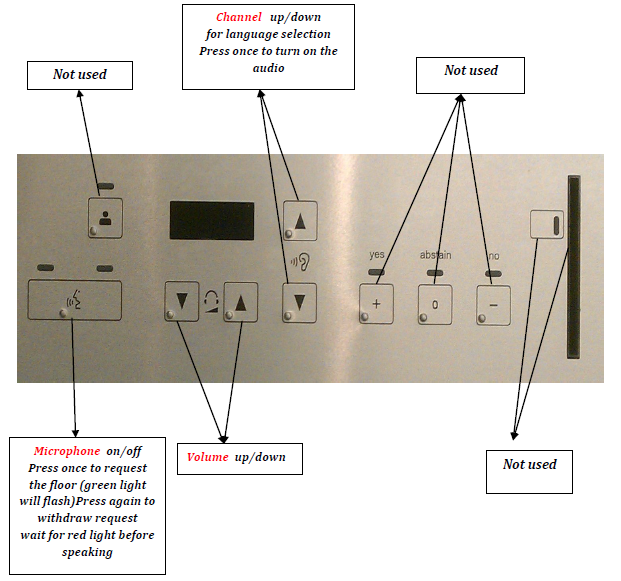 Channel up/down
for language selection
Press once to turn on the
audio
Not used
Not used
yes
abstain
no
+
0
−
Microphone on/off
Press once to request
the floor (green light
will flash)Press again to
withdraw request
wait for red light before
speaking
Volume up/down
Not used